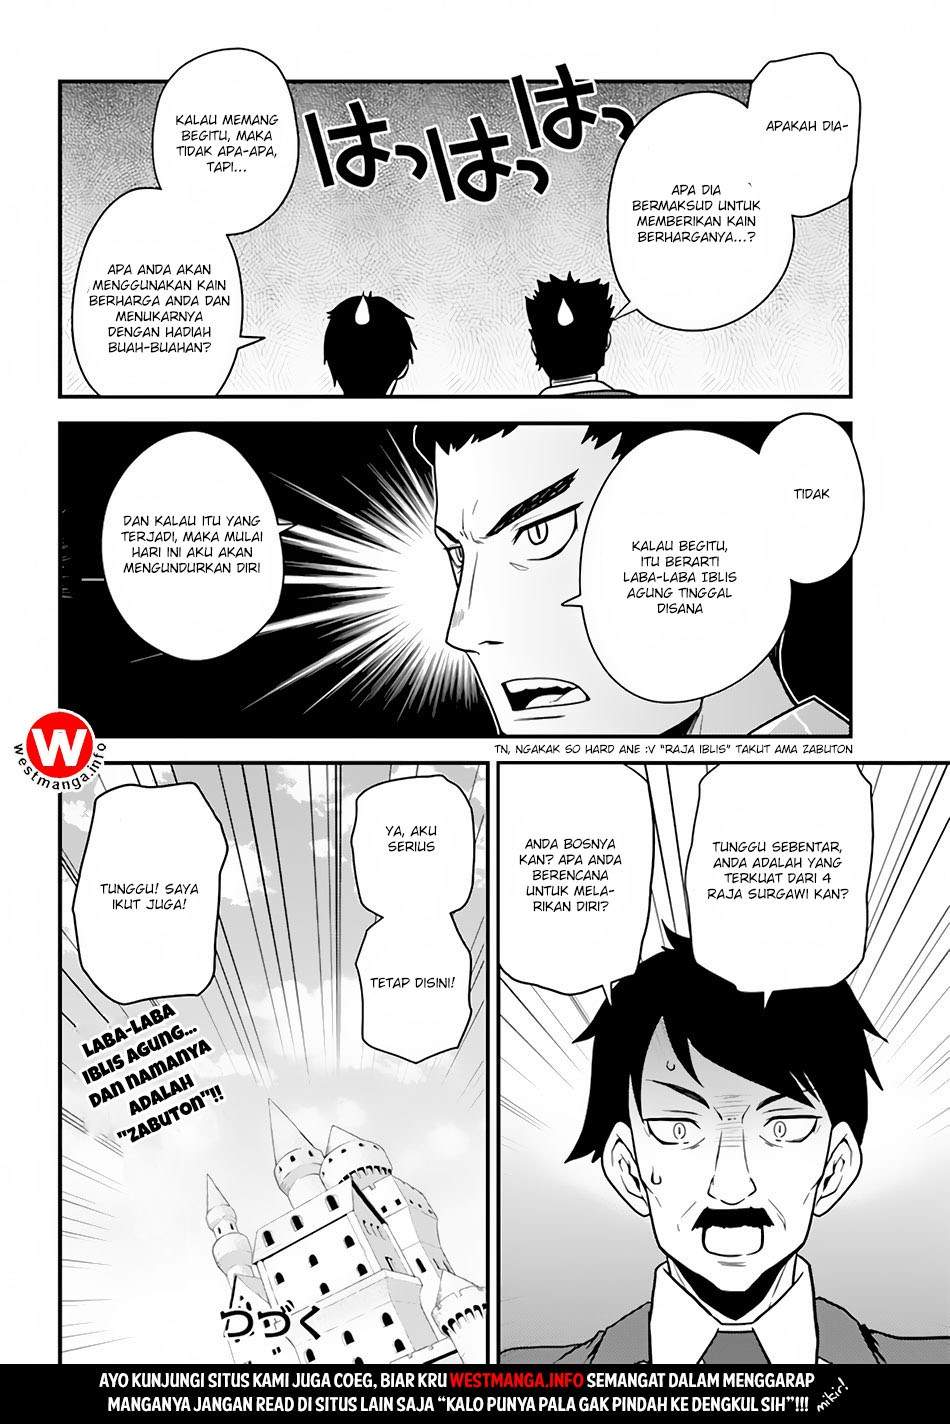 APAKAH DIA-
APA DIA
BERMAKSUD UNTUK
MEMBERIKAN KAIN
BERHARGANYA...?
はっはっはっ
KALAU MEMANG
BEGITU, MAKA
TIDAK APA-APA,
TAPI...
APA ANDA AKAN
MENGGUNAKAN KAIN
BERHARGA ANDA DAN
MENUKARNYA
DENGAN HADIAH
BUAH-BUAHAN?
TIDAK
KALAU BEGITU,
ITU BERARTI
LABA-LABA IBLIS
AGUNG TINGGAL
DISANA
DAN KALAU ITU YANG
TERJADI, MAKA MULAI
HARI INI AKU AKAN
MENGUNDURKAN DIRI
TN, NGAKAK SO HARD ANE :V "RAJA IBLIS" TAKUT AMA ZABUTON
W
westmanga.info
TUNGGU SEBENTAR,
ANDA ADALAH YANG
TERKUAT DARI 4
RAJA SURGAWI KAN?
ANDA BOSNYA
KAN? APA ANDA
BERENCANA
UNTUK MELA-
RIKAN DIRI?
YA, AKU
SERIUS
TETAP DISINI!
TUNGGU! SAYA
IKUT JUGA!
LABA-LABA
IBLIS AGUNG...
DAN NAMANYA
ADALAH
"ZABUTON"!!
つづく
AYO KUNJUNGI SITUS KAMI JUGA COEG, BIAR KRU WESTMANGA.INFO SEMANGAT DALAM MENGGARAP
MANGANYA JANGAN READ DI SITUS LAIN SAJA “KALO PUNYA PALA GAK PINDAH KE DENGKUL SIH”!!! mikir!